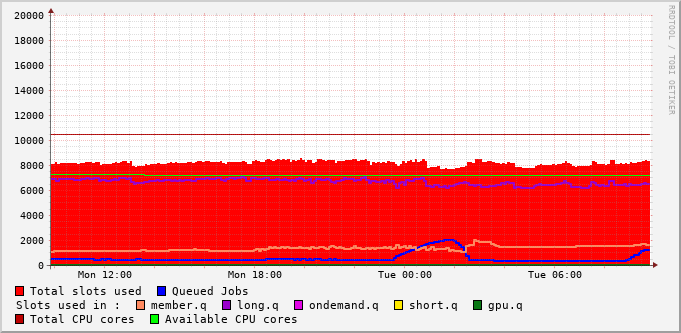 RRDTOOL / TOBI OETIKER
20000
18000
16000
14000
12000
10000
8000
6000
4000
2000
0
Mon 12:00 Mon 18:00 Tue 00:00 Tue 06:00
Total slots used Queued Jobs
Slots used in : member.q long.q ondemand.q short.q gpu.q
Total CPU cores Available CPU cores